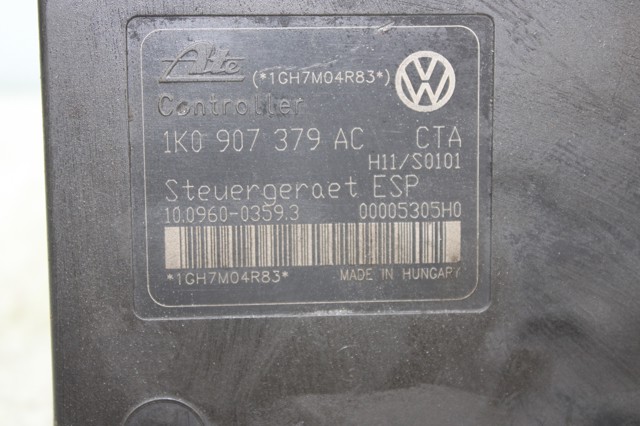 Ate (*1GH7M04R83*)
Controller
1K0 907 379 AC CTA
H11/S0101
Steuergeraet ESP
10.0960-0359.3 00005305H0
*1GH7M04R83* MADE IN HUNGARY